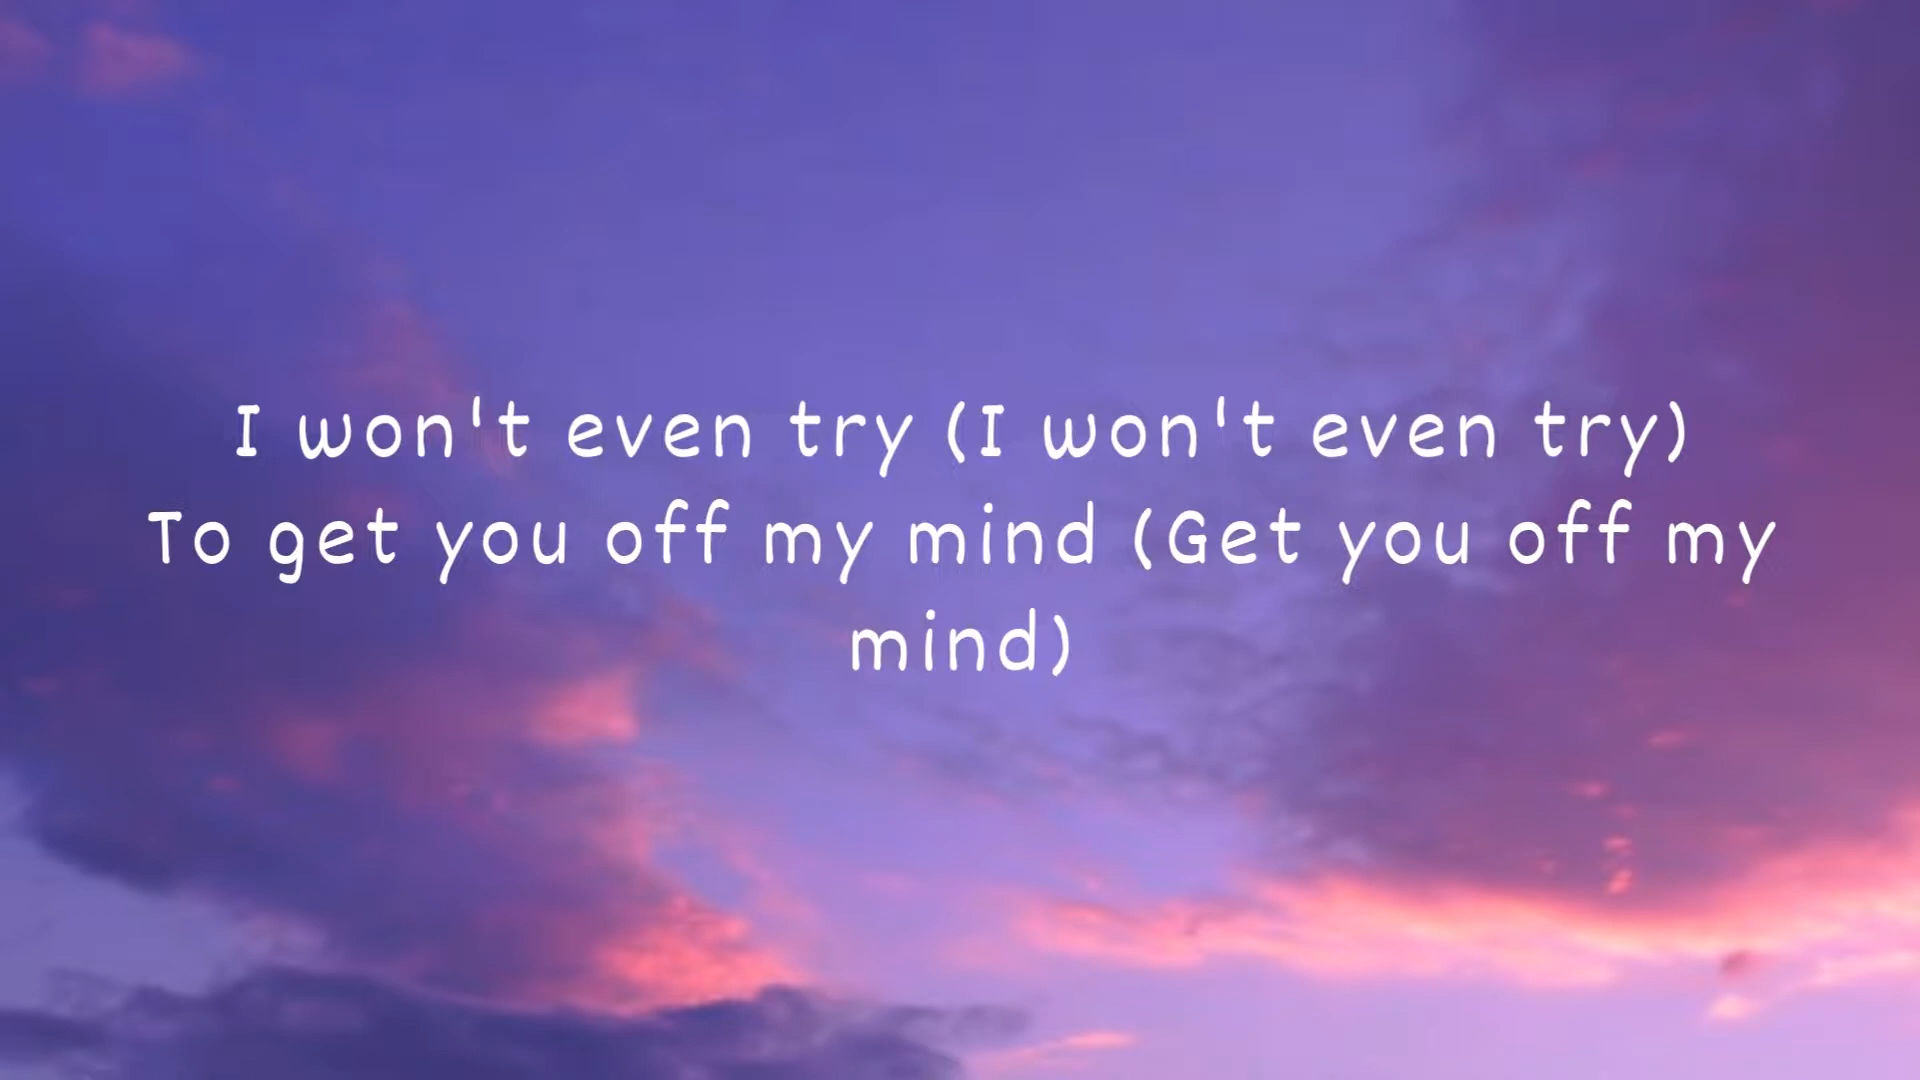 I won't even try (I won't even try)
To get you off my mind (Get you off my
mind)